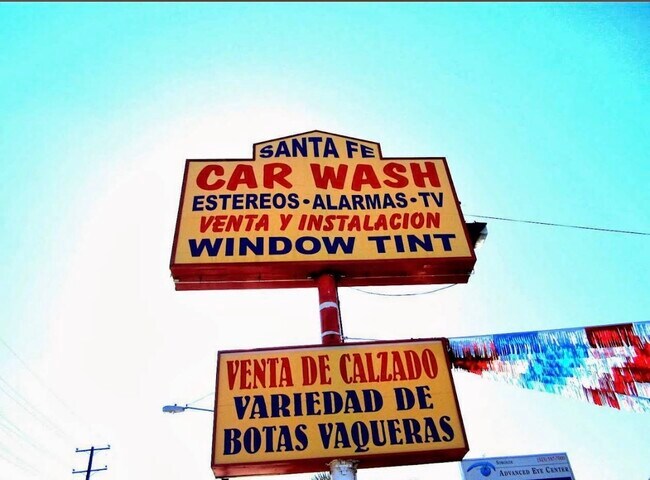 SANTA FE
CAR WASH
ESTEREOS • ALARMAS • TV
VENTA Y INSTALACIÓN
WINDOW TINT
VENTA DE CALZADO
VARIEDAD DE
BOTAS VAQUERAS
ADVANCED EYE CENTER